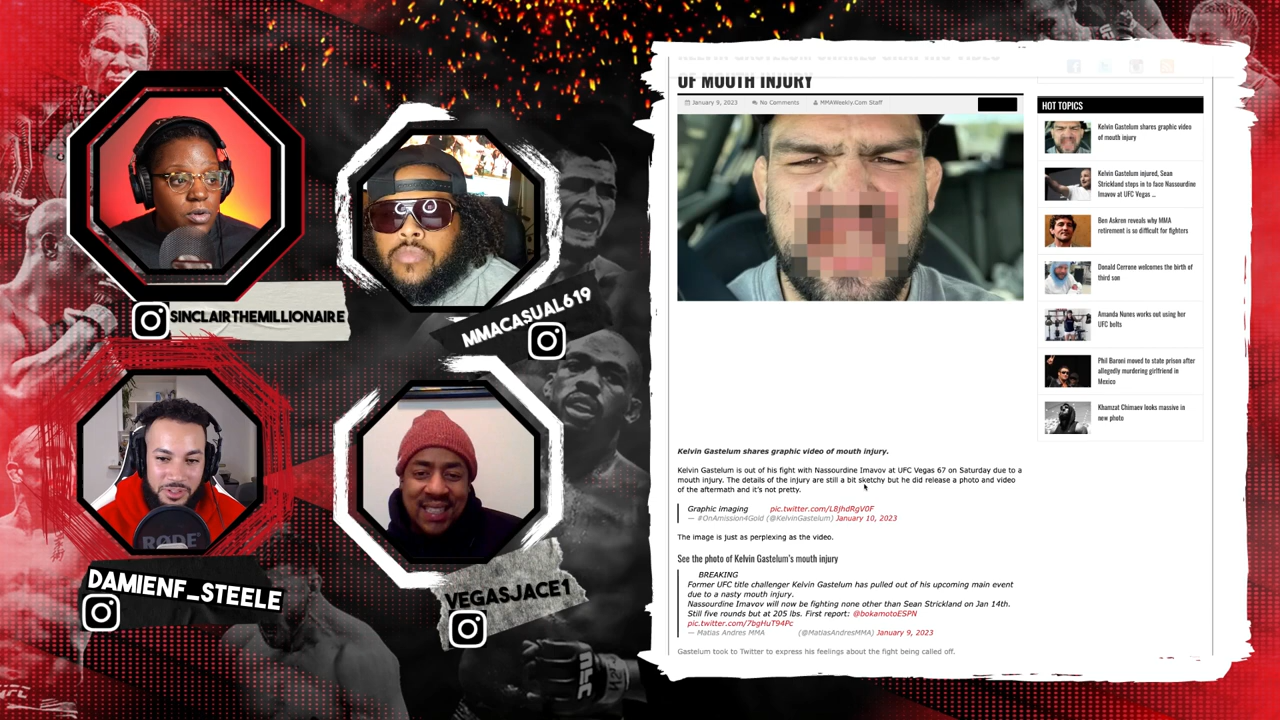 SINCLAIRTHEMILLIONAIRE
MMACASUAL619
DAMIENF_STEELE
VEGASJACE1
RØDE
UFC
OF MOUTH INJURY
January 9, 2023 No Comments MMAWeekly.Com Staff
Kelvin Gastelum shares graphic video of mouth injury.
Kelvin Gastelum is out of his fight with Nassourdine Imavov at UFC Vegas 67 on Saturday due to a
mouth injury. The details of the injury are still a bit sketchy but he did release a photo and video
of the aftermath and it's not pretty.
Graphic imaging pic.twitter.com/L8JhdRgV0F
— #OnAmission4Gold (@KelvinGastelum) January 10, 2023
The image is just as perplexing as the video.
See the photo of Kelvin Gastelum's mouth injury
BREAKING
Former UFC title challenger Kelvin Gastelum has pulled out of his upcoming main event
due to a nasty mouth injury.
Nassourdine Imavov will now be fighting none other than Sean Strickland on Jan 14th.
Still five rounds but at 205 lbs. First report: @bokamotoESPN
pic.twitter.com/7bgHuT94Pc
— Matias Andres MMA (@MatiasAndresMMA) January 9, 2023
Gastelum took to Twitter to express his feelings about the fight being called off.
HOT TOPICS
Kelvin Gastelum shares graphic video
of mouth injury
Kelvin Gastelum injured, Sean
Strickland steps in to face Nassourdine
Imavov at UFC Vegas ...
Ben Askren reveals why MMA
retirement is so difficult for fighters
Donald Cerrone welcomes the birth of
third son
Amanda Nunes works out using her
UFC belts
Phil Baroni moved to state prison after
allegedly murdering girlfriend in
Mexico
Khamzat Chimaev looks massive in
new photo